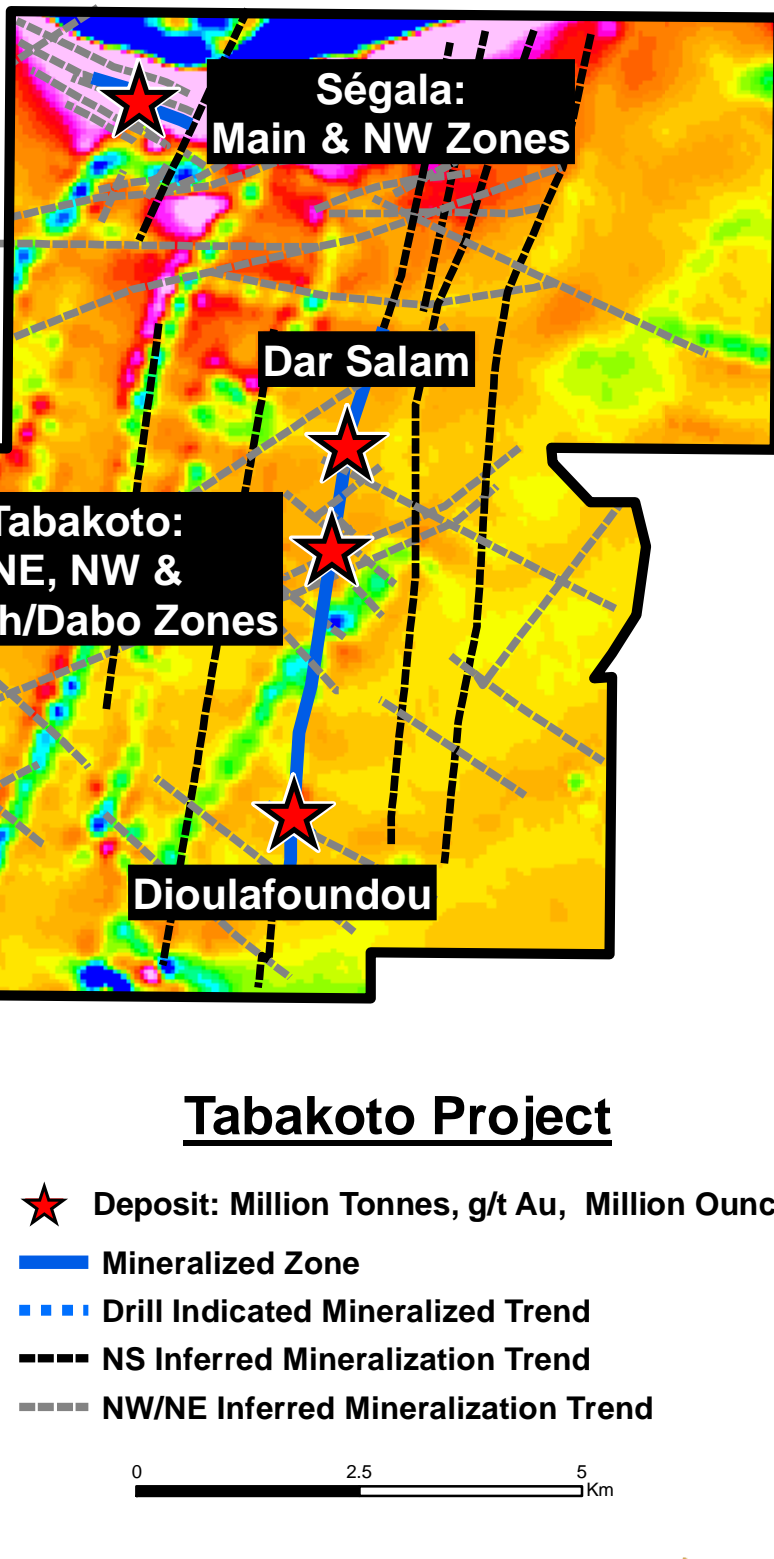 Ségala:
Main & NW Zones
Dar Salam
Tabakoto:
NE, NW &
h/Dabo Zones
Dioulafoundou
Tabakoto Project
Deposit: Million Tonnes, g/t Au, Million Ounc
Mineralized Zone
Drill Indicated Mineralized Trend
NS Inferred Mineralization Trend
NW/NE Inferred Mineralization Trend
0 2.5 5
Km